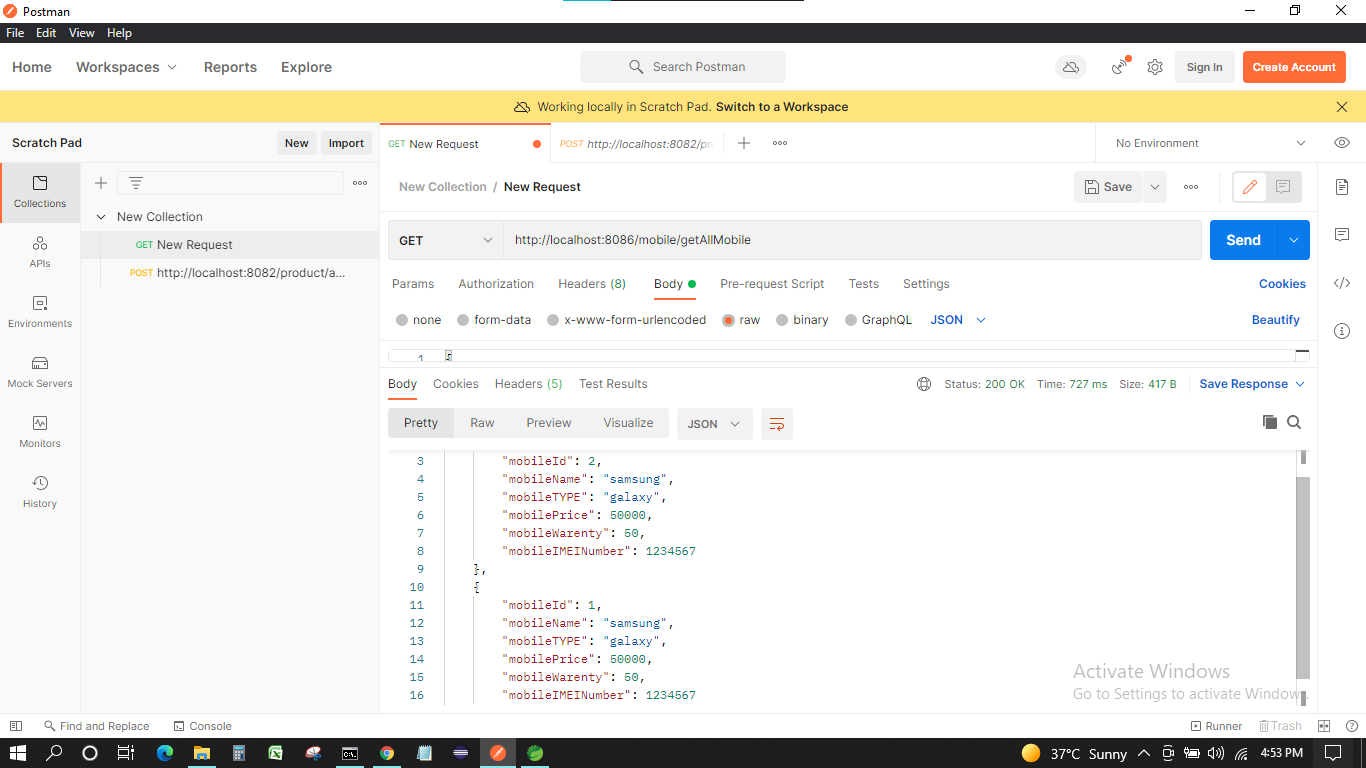 Postman
File Edit View Help
Home Workspaces Reports Explore Search Postman Sign In Create Account
Working locally in Scratch Pad. Switch to a Workspace
Scratch Pad New Import GET New Request POST http://localhost:8082/pr No Environment
New Collection / New Request Save
Collections
New Collection
GET New Request
POST http://localhost:8082/product/a...
APIs
Environments
Mock Servers
Monitors
History
GET http://localhost:8086/mobile/getAllMobile Send
Params Authorization Headers (8) Body Pre-request Script Tests Settings Cookies
none form-data x-www-form-urlencoded raw binary GraphQL JSON Beautify
1
Body Cookies Headers (5) Test Results Status: 200 OK Time: 727 ms Size: 417 B Save Response
Pretty Raw Preview Visualize JSON
3 "mobileId": 2,
4 "mobileName": "samsung",
5 "mobileTYPE": "galaxy",
6 "mobilePrice": 50000,
7 "mobileWarenty": 50,
8 "mobileIMEINumber": 1234567
9 },
10 {
11 "mobileId": 1,
12 "mobileName": "samsung",
13 "mobileTYPE": "galaxy",
14 "mobilePrice": 50000,
15 "mobileWarenty": 50,
16 "mobileIMEINumber": 1234567
Activate Windows
Go to Settings to activate Windows.
Find and Replace Console Runner Trash
37°C Sunny 4:53 PM